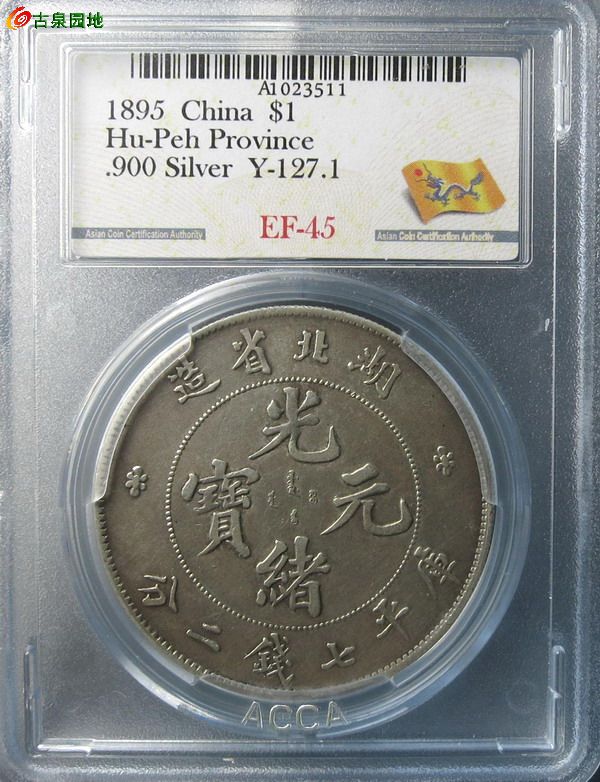 古泉园地
A1023511
1895 China $1
Hu-Peh Province
.900 Silver Y-127.1
EF-45
Asian Coin Certification Authority
Asian Coin Certification Authority
造省北湖
光緒元寶
庫平七錢二分
ACCA